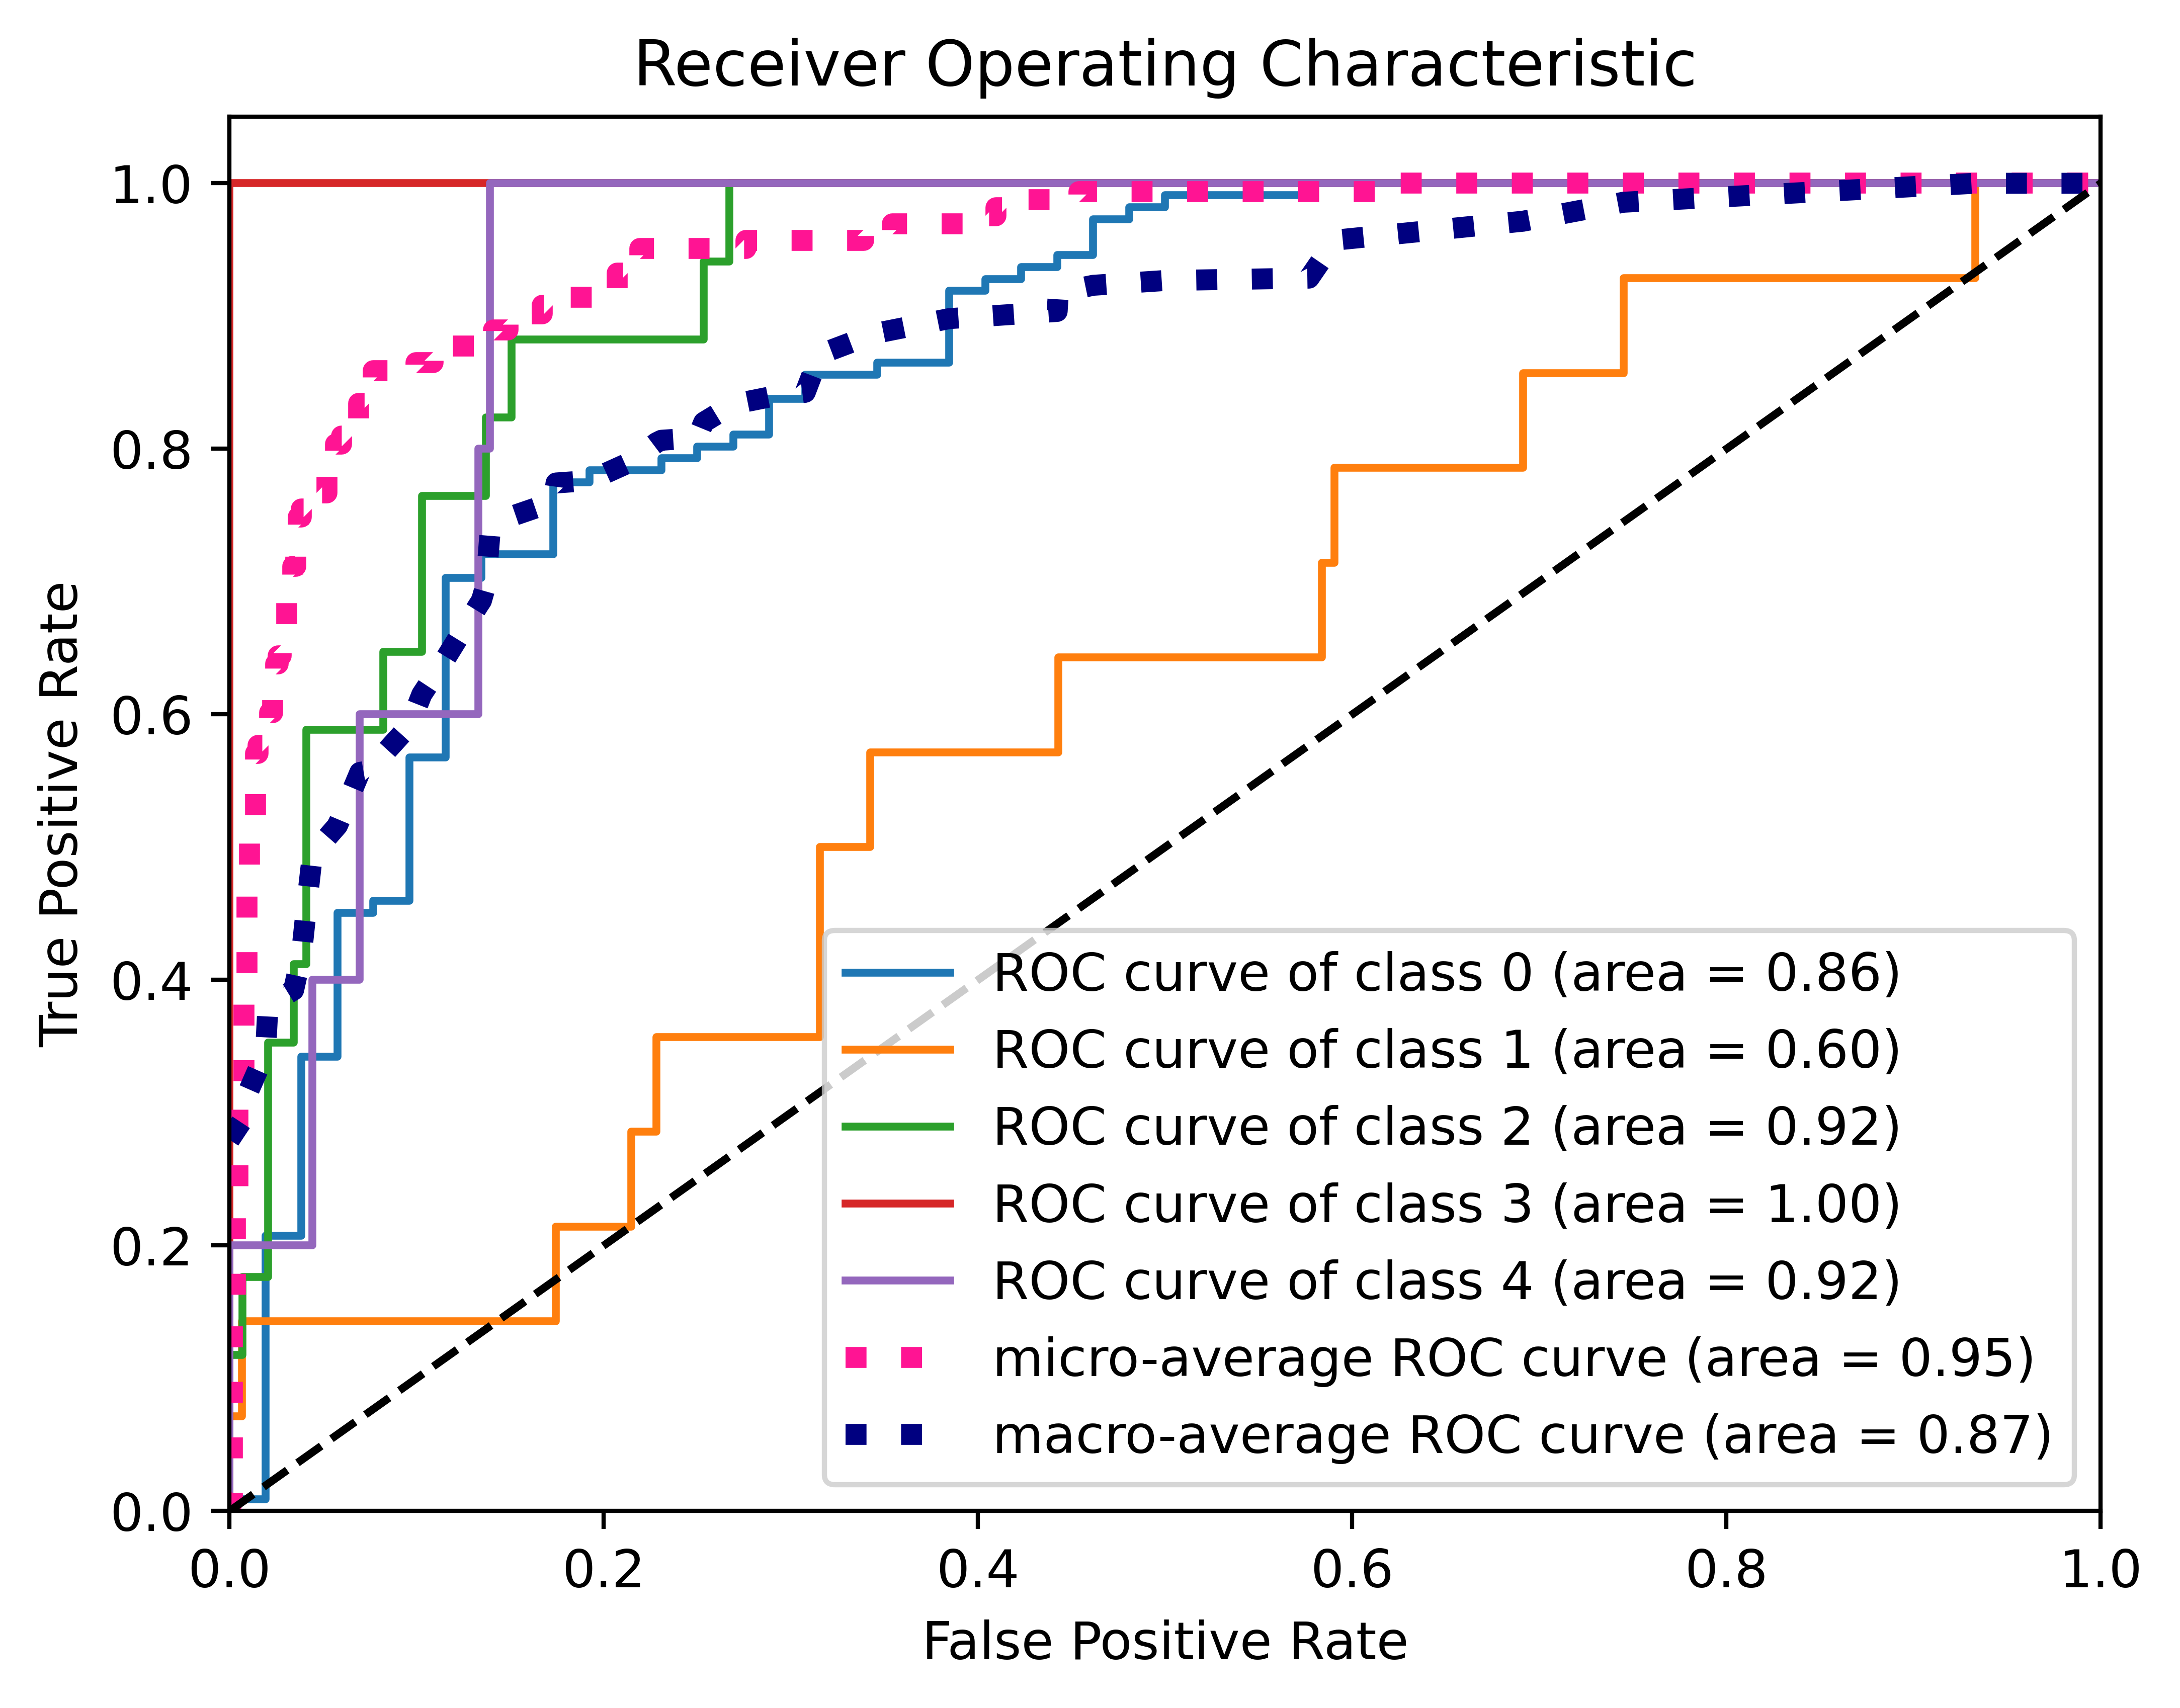 Receiver Operating Characteristic
True Positive Rate
1.0
0.8
0.6
0.4
0.2
0.0
ROC curve of class 0 (area = 0.86)
ROC curve of class 1 (area = 0.60)
ROC curve of class 2 (area = 0.92)
ROC curve of class 3 (area = 1.00)
ROC curve of class 4 (area = 0.92)
micro-average ROC curve (area = 0.95)
macro-average ROC curve (area = 0.87)
0.0 0.2 0.4 0.6 0.8 1.0
False Positive Rate